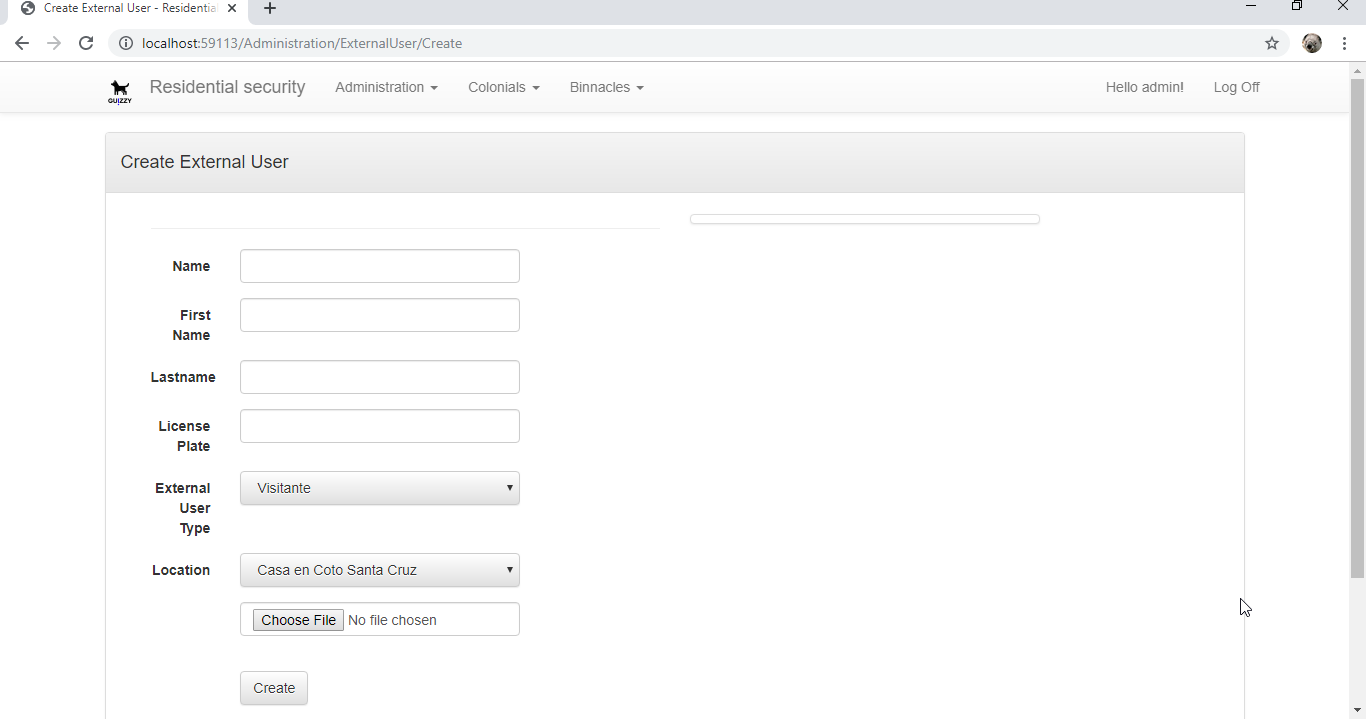 Create External User - Residentia
localhost:59113/Administration/ExternalUser/Create
GUIZZY
Residential security
Administration
Colonials
Binnacles
Hello admin!
Log Off
Create External User
Name
First
Name
Lastname
License
Plate
External
User
Type
Visitante
Location
Casa en Coto Santa Cruz
Choose File No file chosen
Create